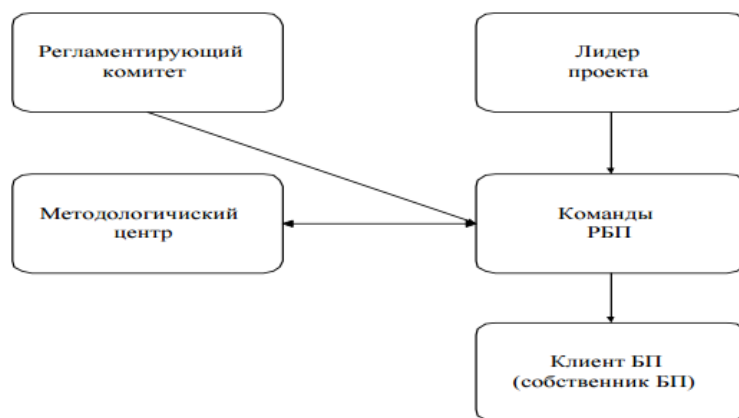 Регламентирующий
комитет
Лидер
проекта
Методологичиский
центр
Команды
РБП
Клиент БП
(собственник БП)